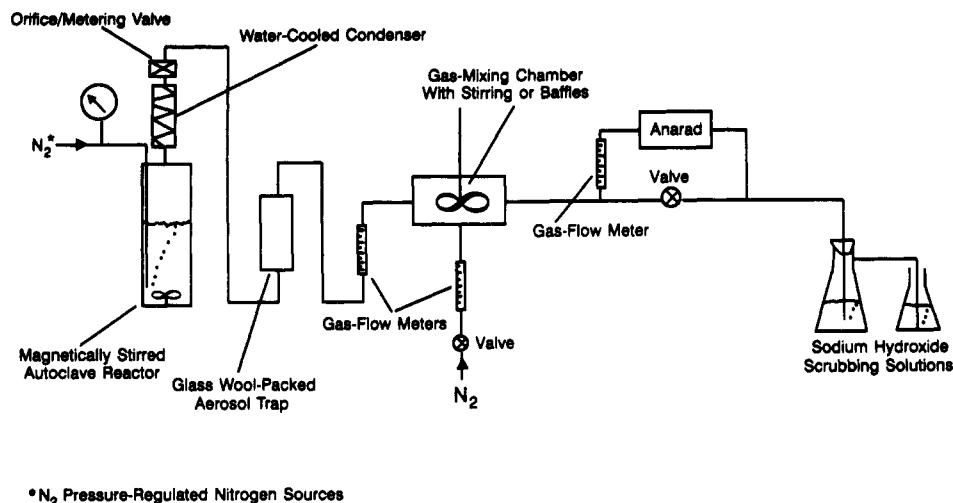 Orifice/Metering Valve
Water-Cooled Condenser
Gas-Mixing Chamber
With Stirring or Baffles
Anarad
N₂*
Valve
Gas-Flow Meter
Gas-Flow Meters
Valve
Magnetically Stirred
Autoclave Reactor
Glass Wool-Packed
Aerosol Trap
N₂
Sodium Hydroxide
Scrubbing Solutions
*N₂ Pressure-Regulated Nitrogen Sources